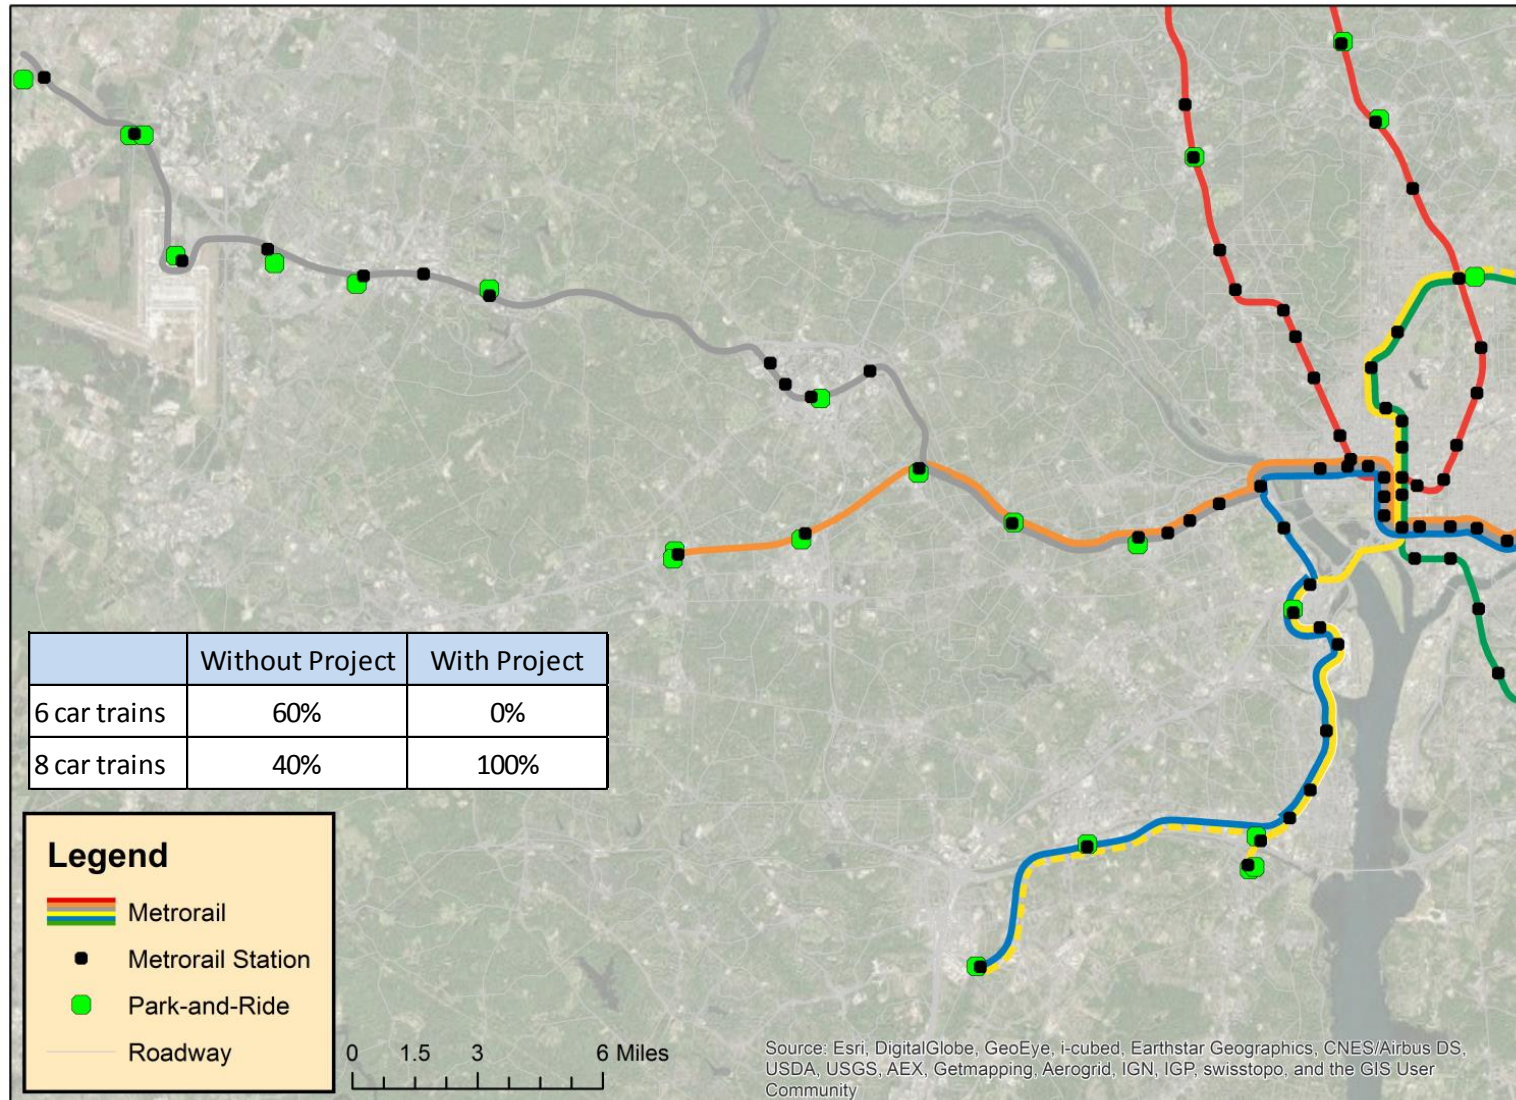 Without Project With Project
6 car trains 60% 0%
8 car trains 40% 100%
Legend
Metrorail
Metrorail Station
Park-and-Ride
Roadway
0 1.5 3 6 Miles
Source: Esri, DigitalGlobe, GeoEye, i-cubed, Earthstar Geographics, CNES/Airbus DS,
USDA, USGS, AEX, Getmapping, Aerogrid, IGN, IGP, swisstopo, and the GIS User
Community